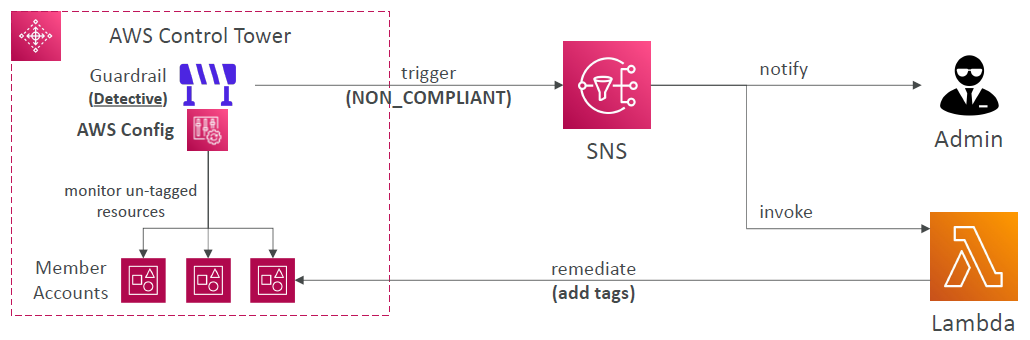 AWS Control Tower
Guardrail
(Detective)
AWS Config
monitor un-tagged
resources
Member
Accounts
trigger
(NON_COMPLIANT)
SNS
notify
Admin
invoke
remediate
(add tags)
Lambda